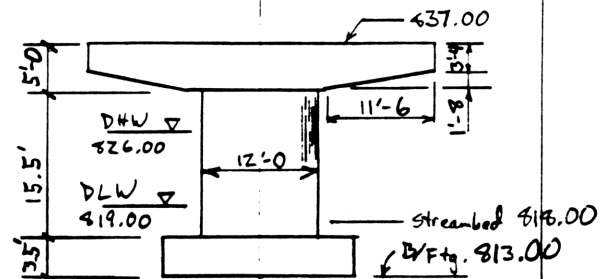 837.00
5'-0
3'-4
11'-6
1'-8
DHW
826.00
12'-0
15.5'
DLW
819.00
Streambed 818.00
B/Ftg. 813.00
3.5'